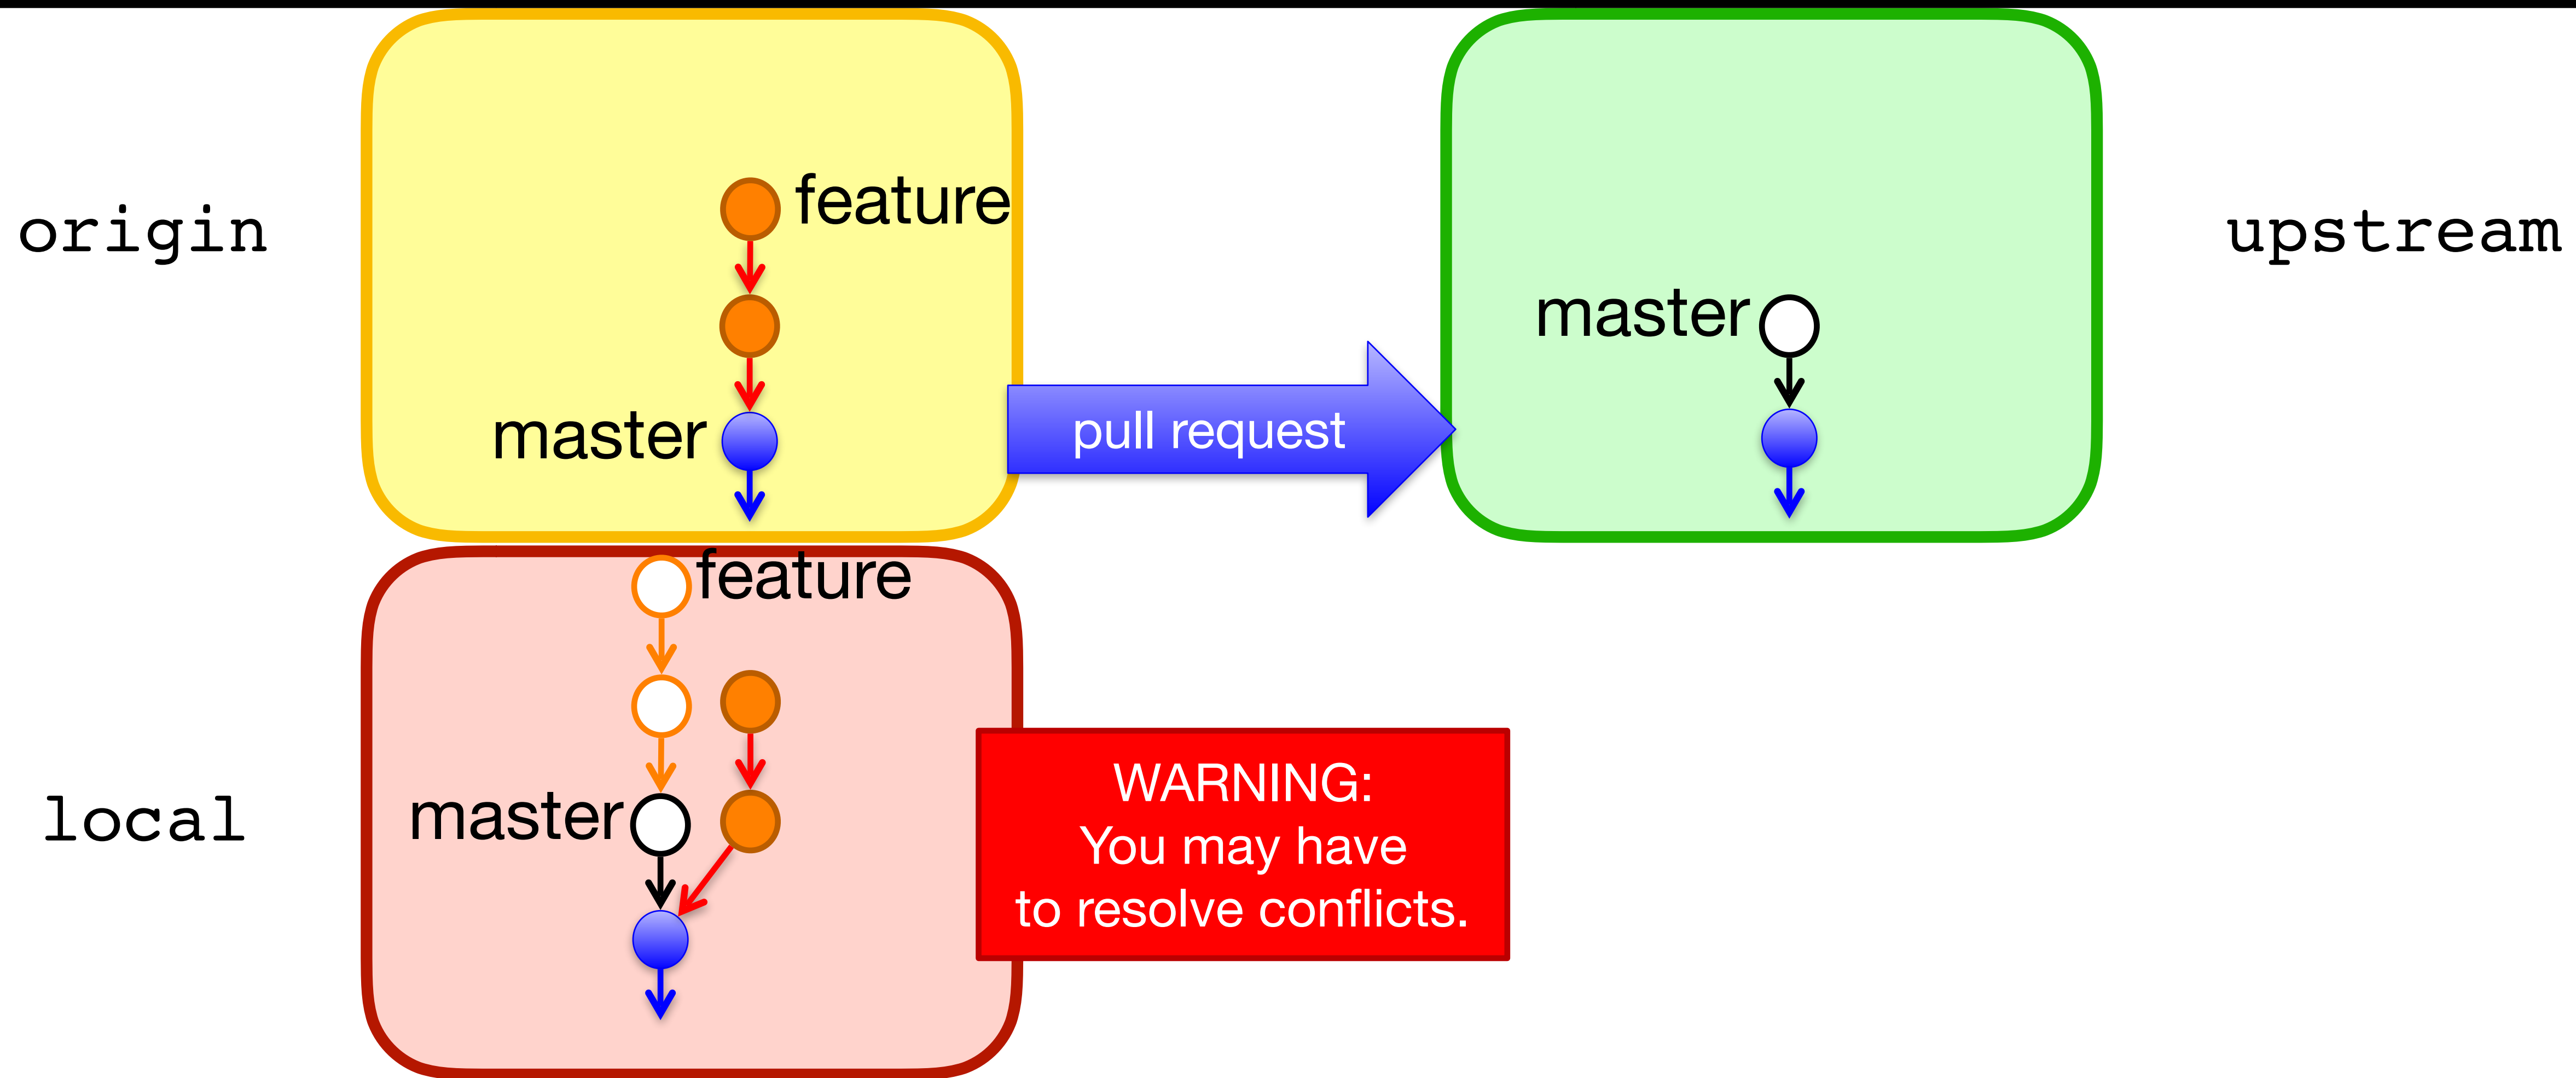 origin
feature
master
pull request
master
upstream
feature
local
master
WARNING:
You may have
to resolve conflicts.